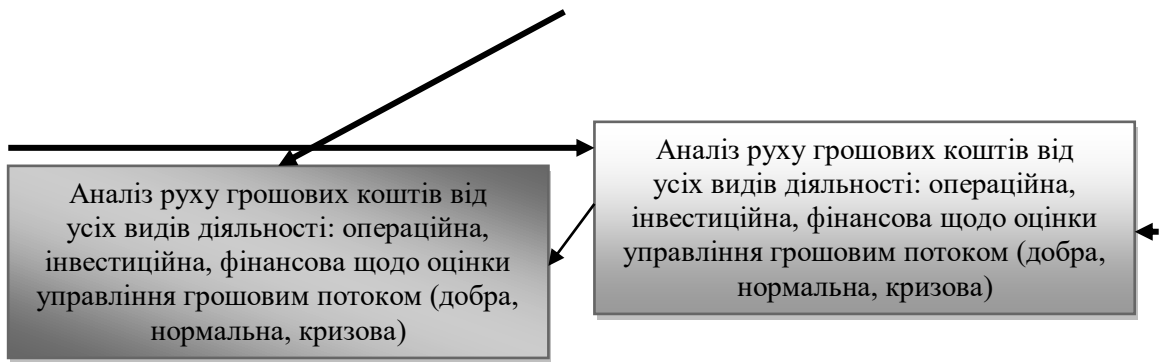 Аналіз руху грошових коштів від
усіх видів діяльності: операційна,
інвестиційна, фінансова щодо оцінки
управління грошовим потоком (добра,
нормальна, кризова)
Аналіз руху грошових коштів від
усіх видів діяльності: операційна,
інвестиційна, фінансова щодо оцінки
управління грошовим потоком (добра,
нормальна, кризова)